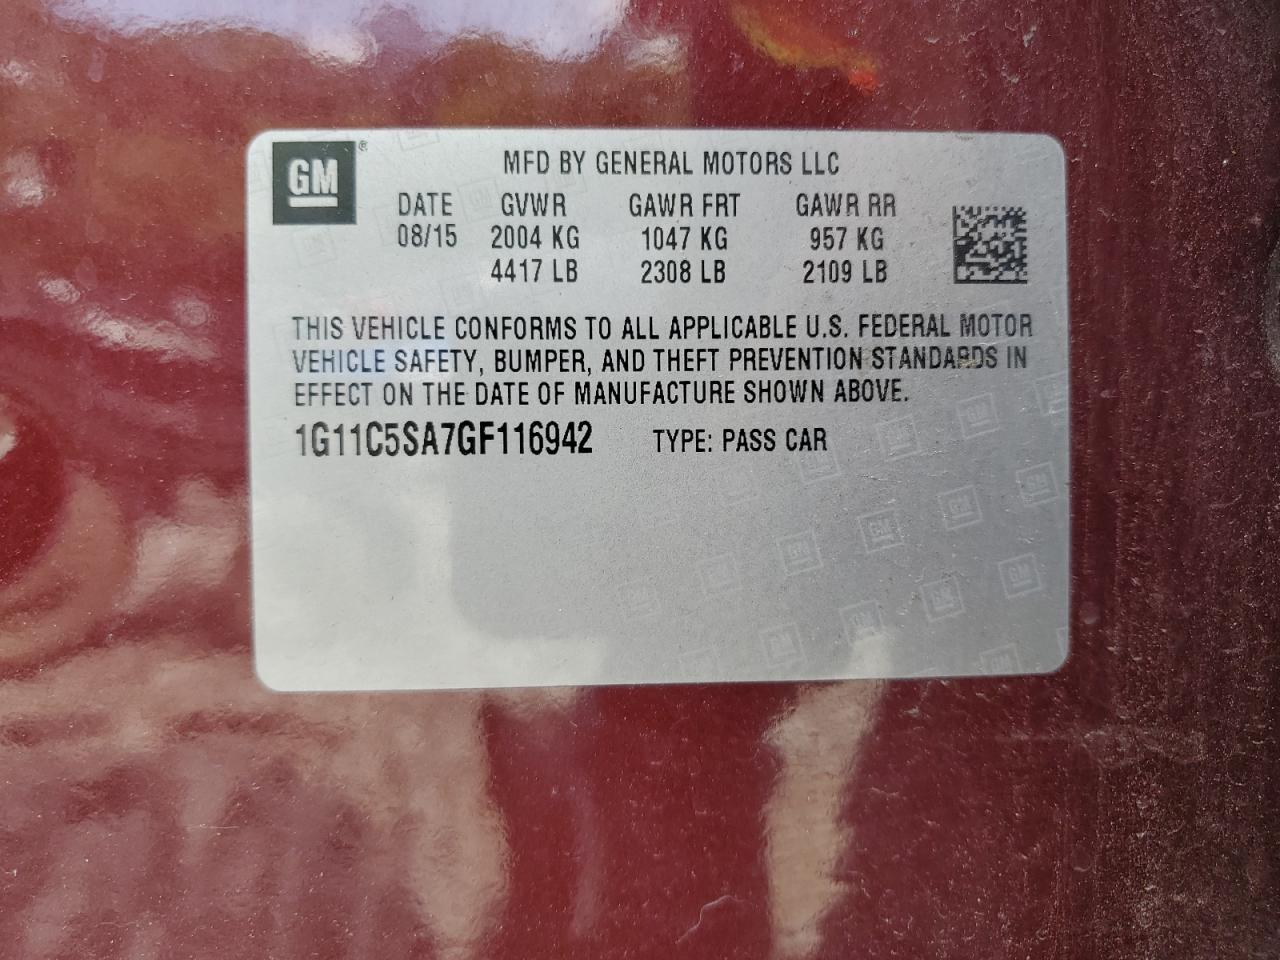 GM®
MFD BY GENERAL MOTORS LLC
DATE GVWR GAWR FRT GAWR RR
08/15 2004 KG 1047 KG 957 KG
4417 LB 2308 LB 2109 LB
THIS VEHICLE CONFORMS TO ALL APPLICABLE U.S. FEDERAL MOTOR
VEHICLE SAFETY, BUMPER, AND THEFT PREVENTION STANDARDS IN
EFFECT ON THE DATE OF MANUFACTURE SHOWN ABOVE.
1G11C5SA7GF116942 TYPE: PASS CAR